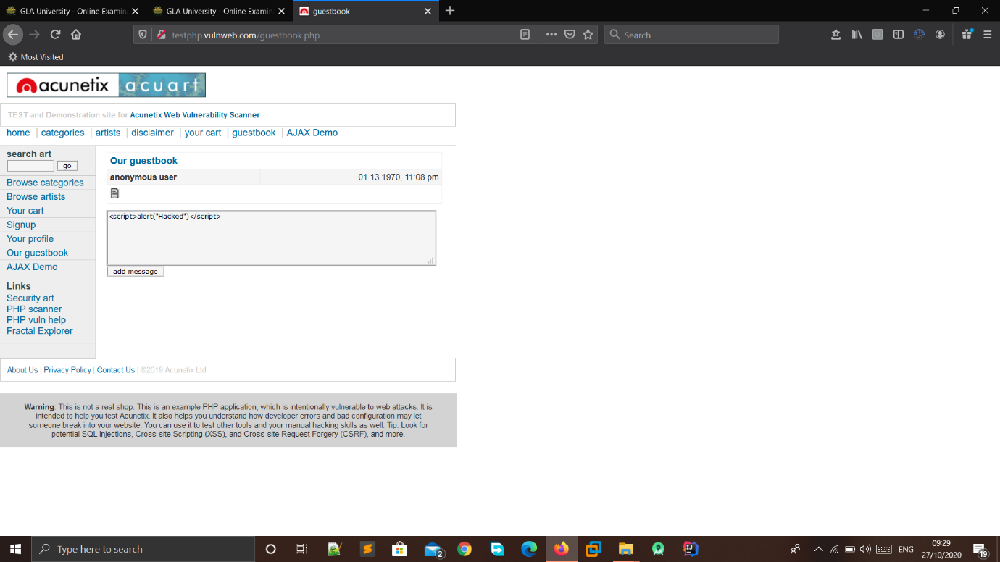 GLA University - Online Examin
GLA University - Online Examin
guestbook
testphp.vulnweb.com/guestbook.php
Search
Most Visited
acunetix acuart
TEST and Demonstration site for Acunetix Web Vulnerability Scanner
home | categories | artists | disclaimer | your cart | guestbook | AJAX Demo
search art
go
Browse categories
Browse artists
Your cart
Signup
Your profile
Our guestbook
AJAX Demo
Links
Security art
PHP scanner
PHP vuln help
Fractal Explorer
Our guestbook
anonymous user 01.13.1970, 11:08 pm
<script>alert("Hacked")</script>
add message
About Us | Privacy Policy | Contact Us | ©2019 Acunetix Ltd
Warning: This is not a real shop. This is an example PHP application, which is intentionally vulnerable to web attacks. It is
intended to help you test Acunetix. It also helps you understand how developer errors and bad configuration may let
someone break into your website. You can use it to test other tools and your manual hacking skills as well. Tip: Look for
potential SQL Injections, Cross-site Scripting (XSS), and Cross-site Request Forgery (CSRF), and more.
Type here to search
2
ENG
09:29
27/10/2020
19